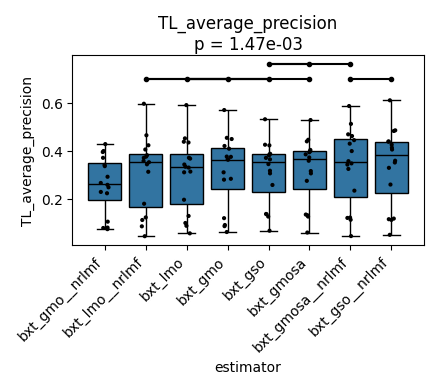 TL_average_precision
p = 1.47e-03
TL_average_precision
0.6
0.4
0.2
bxt_gmo__nrlmf
bxt_lmo__nrlmf
bxt_lmo
bxt_gmo
bxt_gso
bxt_gmosa
bxt_gmosa__nrlmf
bxt_gso__nrlmf
estimator